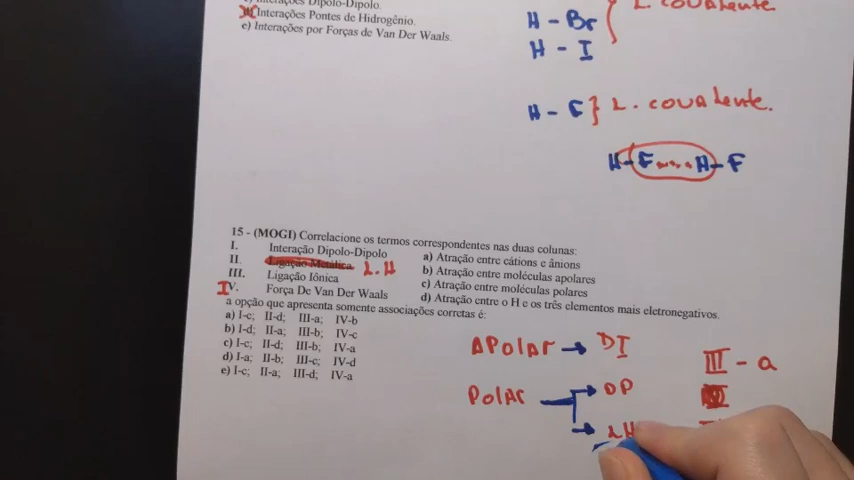 Interações Dipolo-Dipolo.
Interações Pontes de Hidrogênio.
e) Interações por Forças de Van Der Waals.
L covalente
H - Br
H - I
H - F } L. covalente.
H - F ..... H - F
15 - (MOGI) Correlacione os termos correspondentes nas duas colunas:
I. Interação Dipolo-Dipolo
II. Ligação Metálica L.H
III. Ligação Iônica
IV. Força De Van Der Waals
a) Atração entre cátions e ânions
b) Atração entre moléculas apolares
c) Atração entre moléculas polares
d) Atração entre o H e os três elementos mais eletronegativos.
a opção que apresenta somente associações corretas é:
a) I-c; II-d; III-a; IV-b
b) I-d; II-a; III-b; IV-c
c) I-c; II-d; III-b; IV-a
d) I-a; II-b; III-c; IV-d
e) I-c; II-a; III-d; IV-a
APOLAR → DI
POLAR → DP
→ LH
III - a